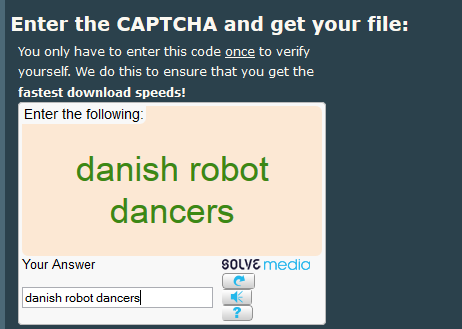 Enter the CAPTCHA and get your file:
You only have to enter this code once to verify
yourself. We do this to ensure that you get the
fastest download speeds!
Enter the following:
danish robot
dancers
Your Answer
SOLVE media
danish robot dancers
?